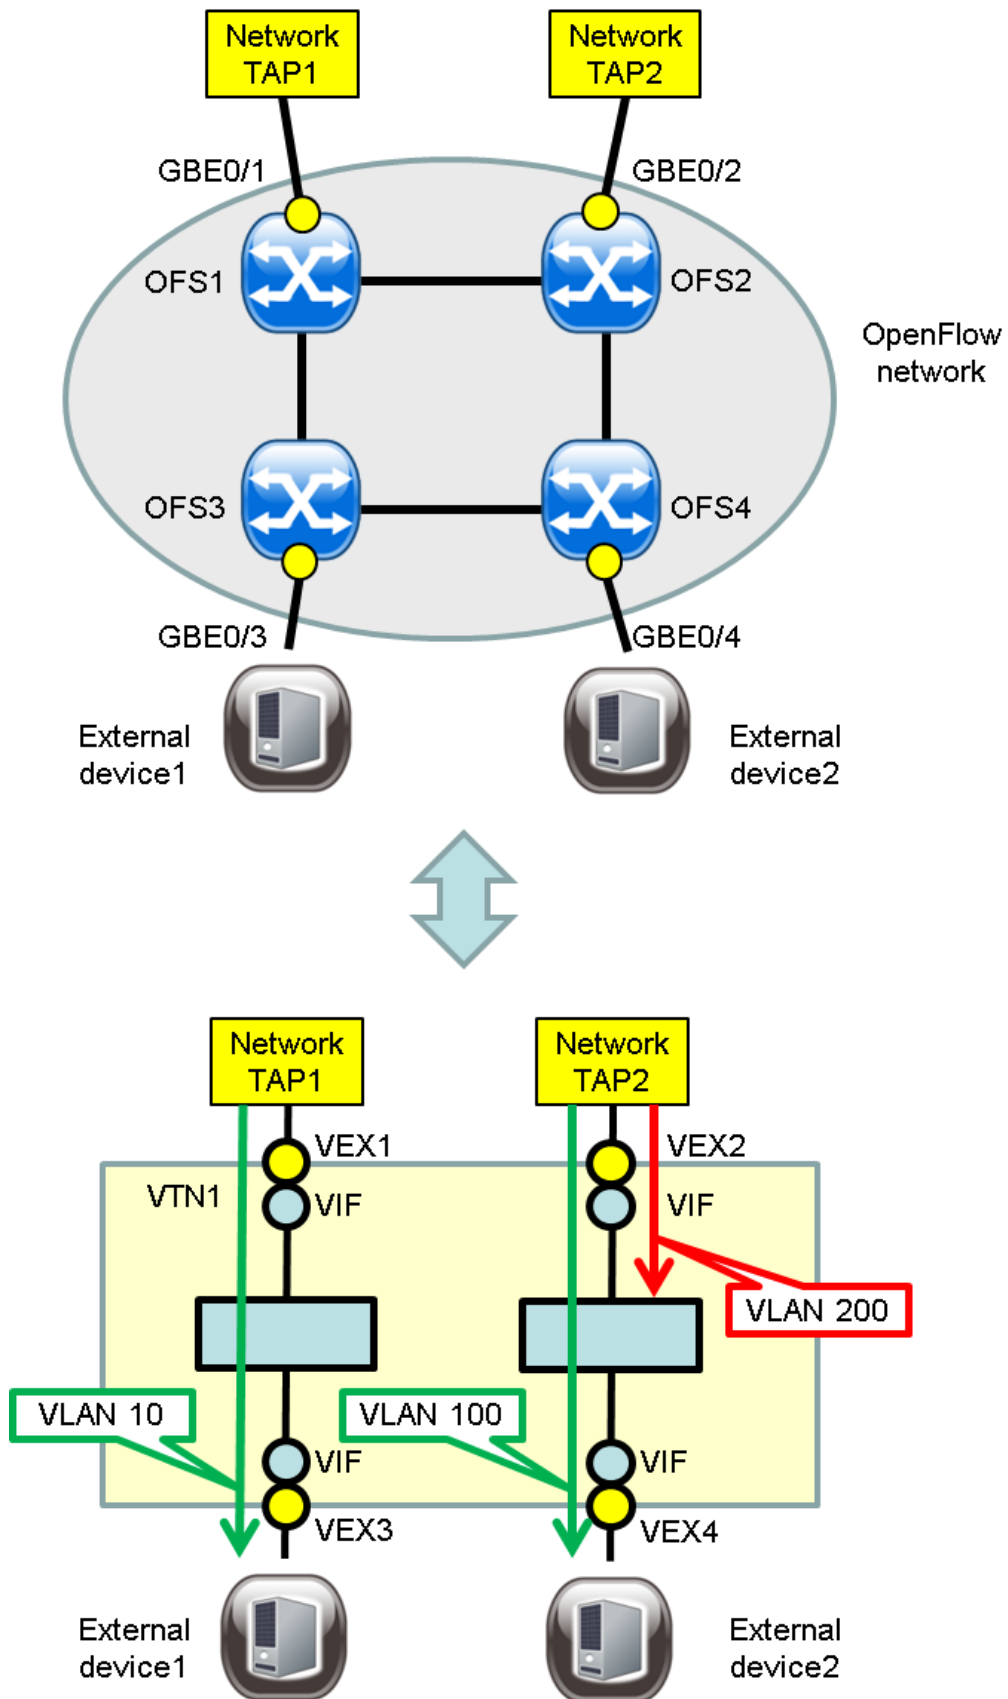 Network
TAP1
Network
TAP2
GBE0/1
GBE0/2
OFS1
OFS2
OpenFlow
network
OFS3
OFS4
GBE0/3
GBE0/4
External
device1
External
device2
Network
TAP1
Network
TAP2
VEX1
VEX2
VTN1
VIF
VIF
VLAN 200
VLAN 10
VLAN 100
VIF
VIF
VEX3
VEX4
External
device1
External
device2